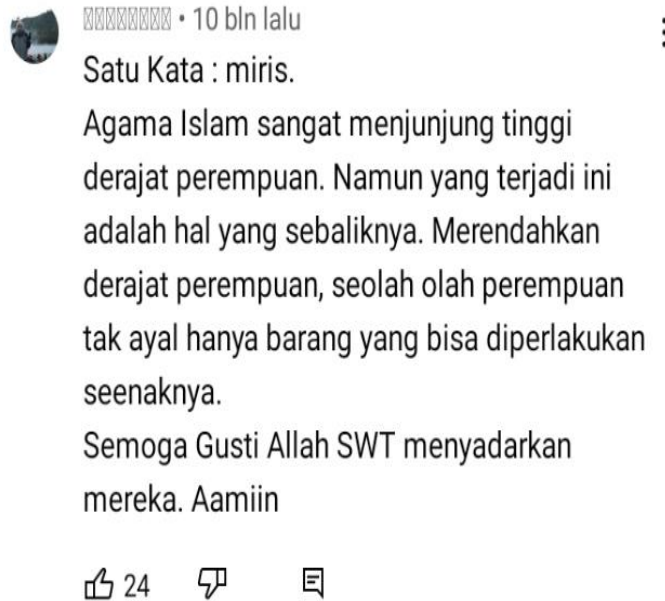 • 10 bln lalu
Satu Kata : miris.
Agama Islam sangat menjunjung tinggi
derajat perempuan. Namun yang terjadi ini
adalah hal yang sebaliknya. Merendahkan
derajat perempuan, seolah olah perempuan
tak ayal hanya barang yang bisa diperlakukan
seenaknya.
Semoga Gusti Allah SWT menyadarkan
mereka. Aamiin
24